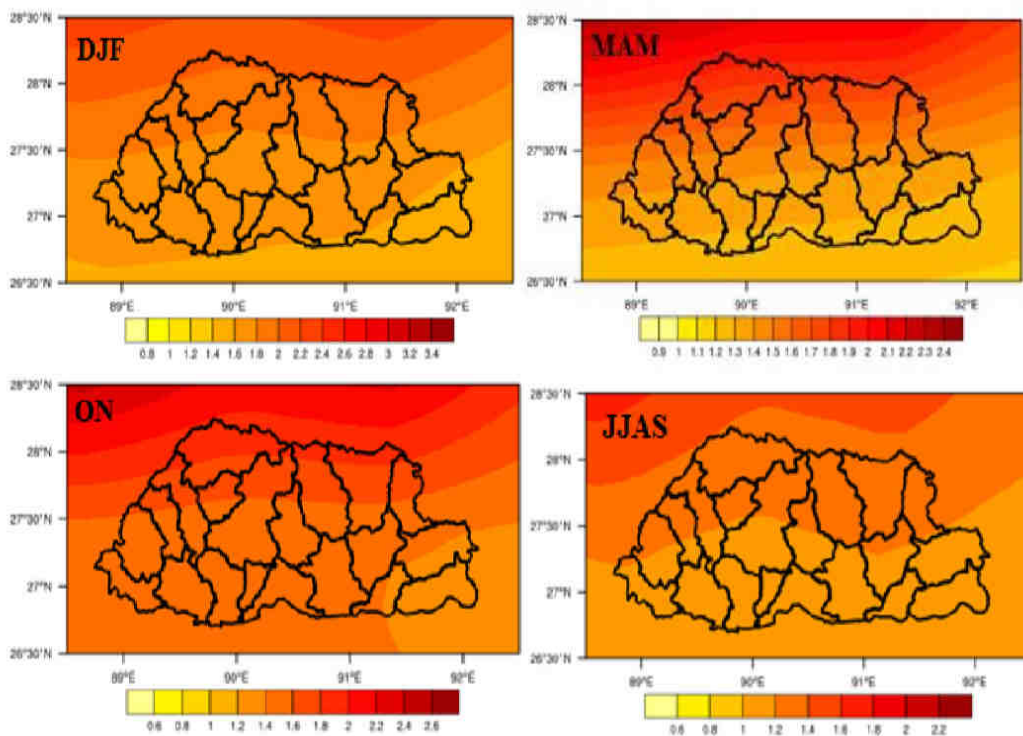 28°30'N
DJF
28°N
27°30'N
27°N
26°30'N
89°E 90°E 91°E 92°E
0.8 1 1.2 1.4 1.6 1.8 2 2.2 2.4 2.6 2.8 3 3.2 3.4
28°30'N
MAM
28°N
27°30'N
27°N
26°30'N
89°E 90°E 91°E 92°E
0.9 1 1.1 1.2 1.3 1.4 1.5 1.6 1.7 1.8 1.9 2 2.1 2.2 2.3 2.4
28°30'N
ON
28°N
27°30'N
27°N
26°30'N
89°E 90°E 91°E 92°E
0.6 0.8 1 1.2 1.4 1.6 1.8 2 2.2 2.4 2.6
28°30'N
JJAS
28°N
27°30'N
27°N
26°30'N
89°E 90°E 91°E 92°E
0.6 0.8 1 1.2 1.4 1.6 1.8 2 2.2